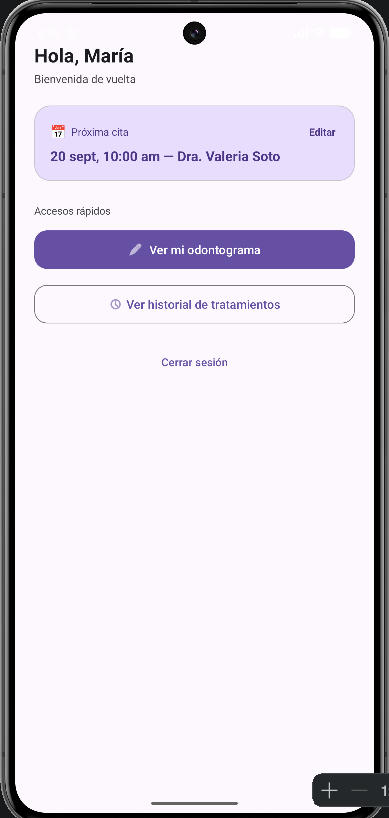 Hola, María
Bienvenida de vuelta
Próxima cita
Editar
20 sept, 10:00 am — Dra. Valeria Soto
Accesos rápidos
Ver mi odontograma
Ver historial de tratamientos
Cerrar sesión